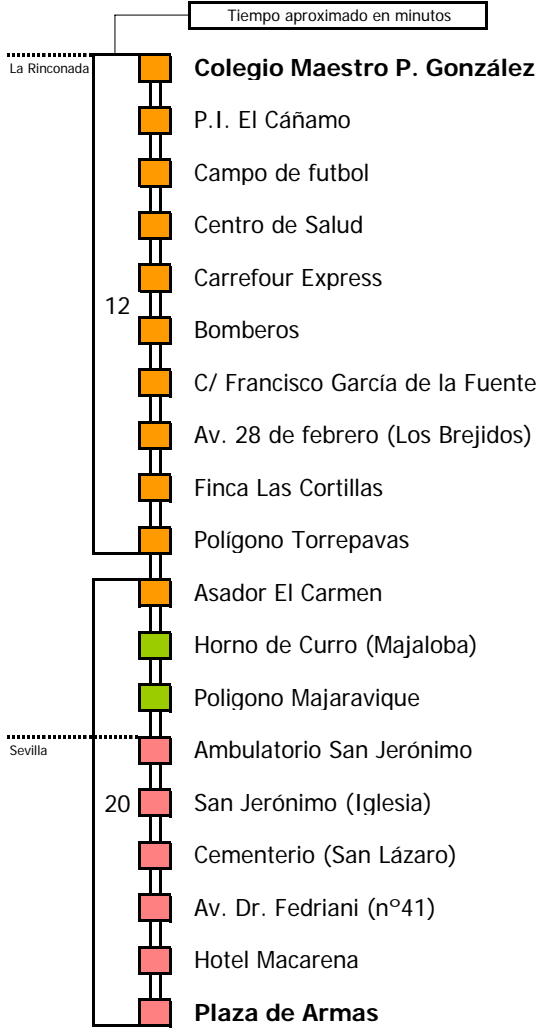 Tiempo aproximado en minutos
La Rinconada
Colegio Maestro P. González
P.I. El Cáñamo
Campo de futbol
Centro de Salud
Carrefour Express
12
Bomberos
C/ Francisco García de la Fuente
Av. 28 de febrero (Los Brejidos)
Finca Las Cortillas
Polígono Torrepavas
Asador El Carmen
Horno de Curro (Majaloba)
Poligono Majaravique
Sevilla
Ambulatorio San Jerónimo
20
San Jerónimo (Iglesia)
Cementerio (San Lázaro)
Av. Dr. Fedriani (nº41)
Hotel Macarena
Plaza de Armas